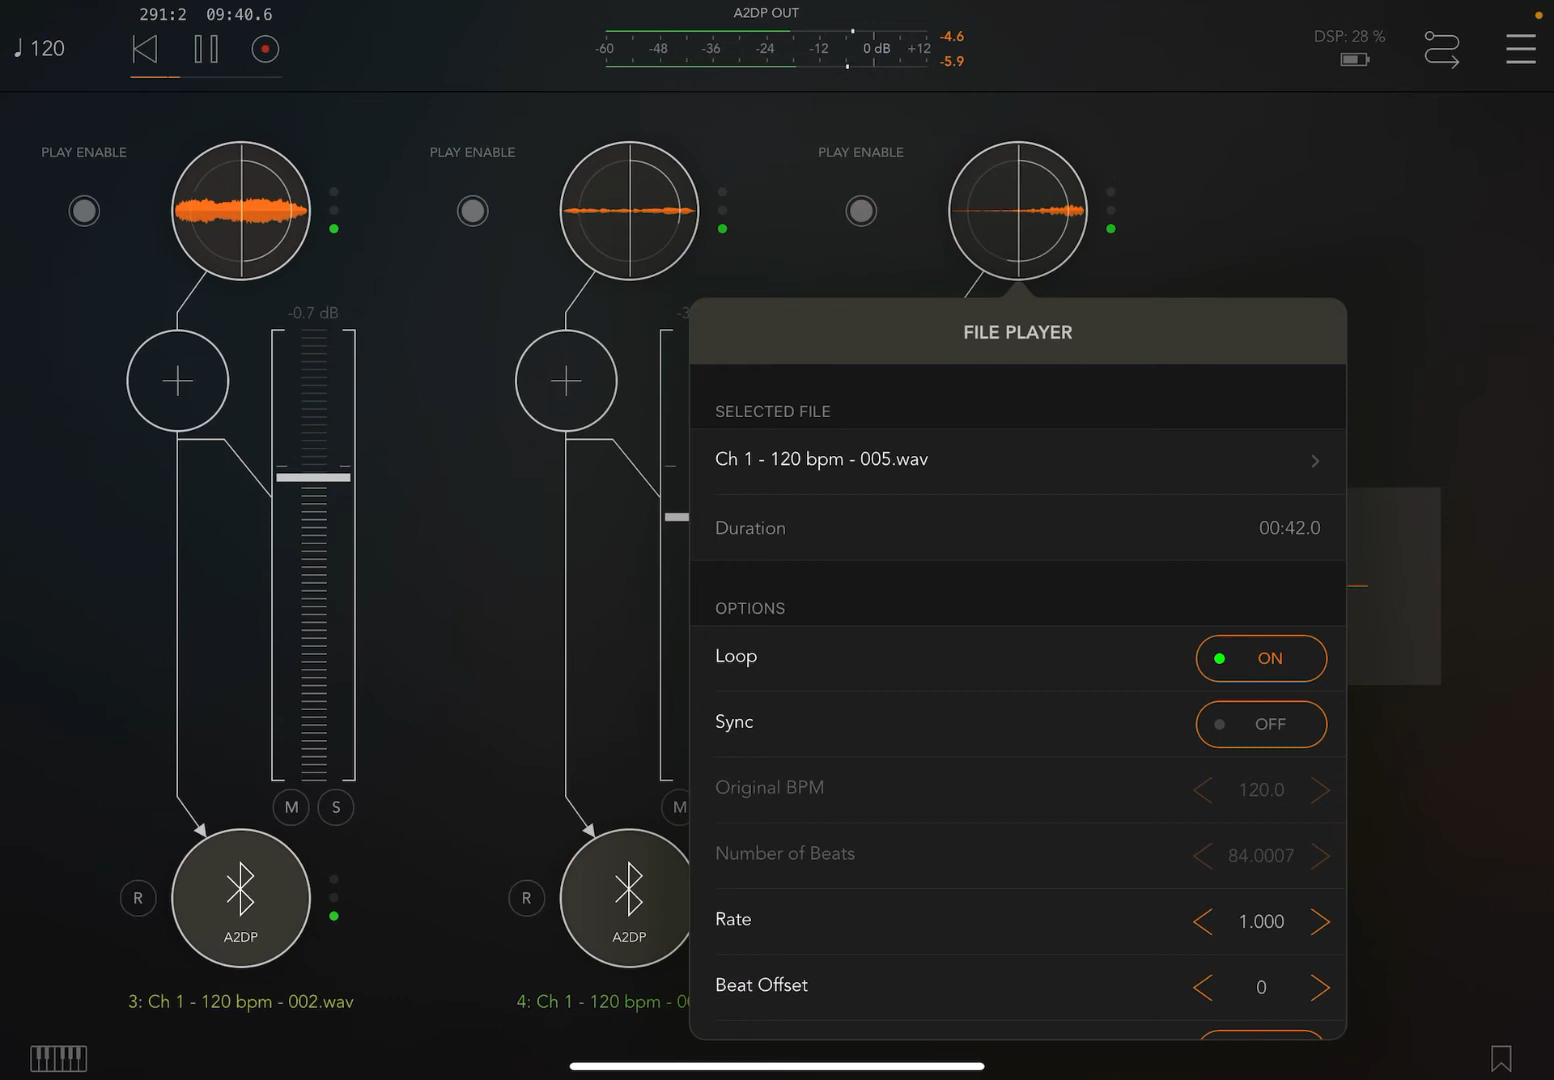 291:2 09:40.6
♩ 120
A2DP OUT
-60 -48 -36 -24 -12 0 dB +12
-4.6
-5.9
DSP: 28 %
PLAY ENABLE
PLAY ENABLE
PLAY ENABLE
-0.7 dB
FILE PLAYER
SELECTED FILE
Ch 1 - 120 bpm - 005.wav
Duration 00:42.0
OPTIONS
Loop ON
Sync OFF
Original BPM 120.0
Number of Beats 84.0007
Rate 1.000
Beat Offset 0
M S
M
R
A2DP
R
A2DP
3: Ch 1 - 120 bpm - 002.wav
4: Ch 1 - 120 bpm -